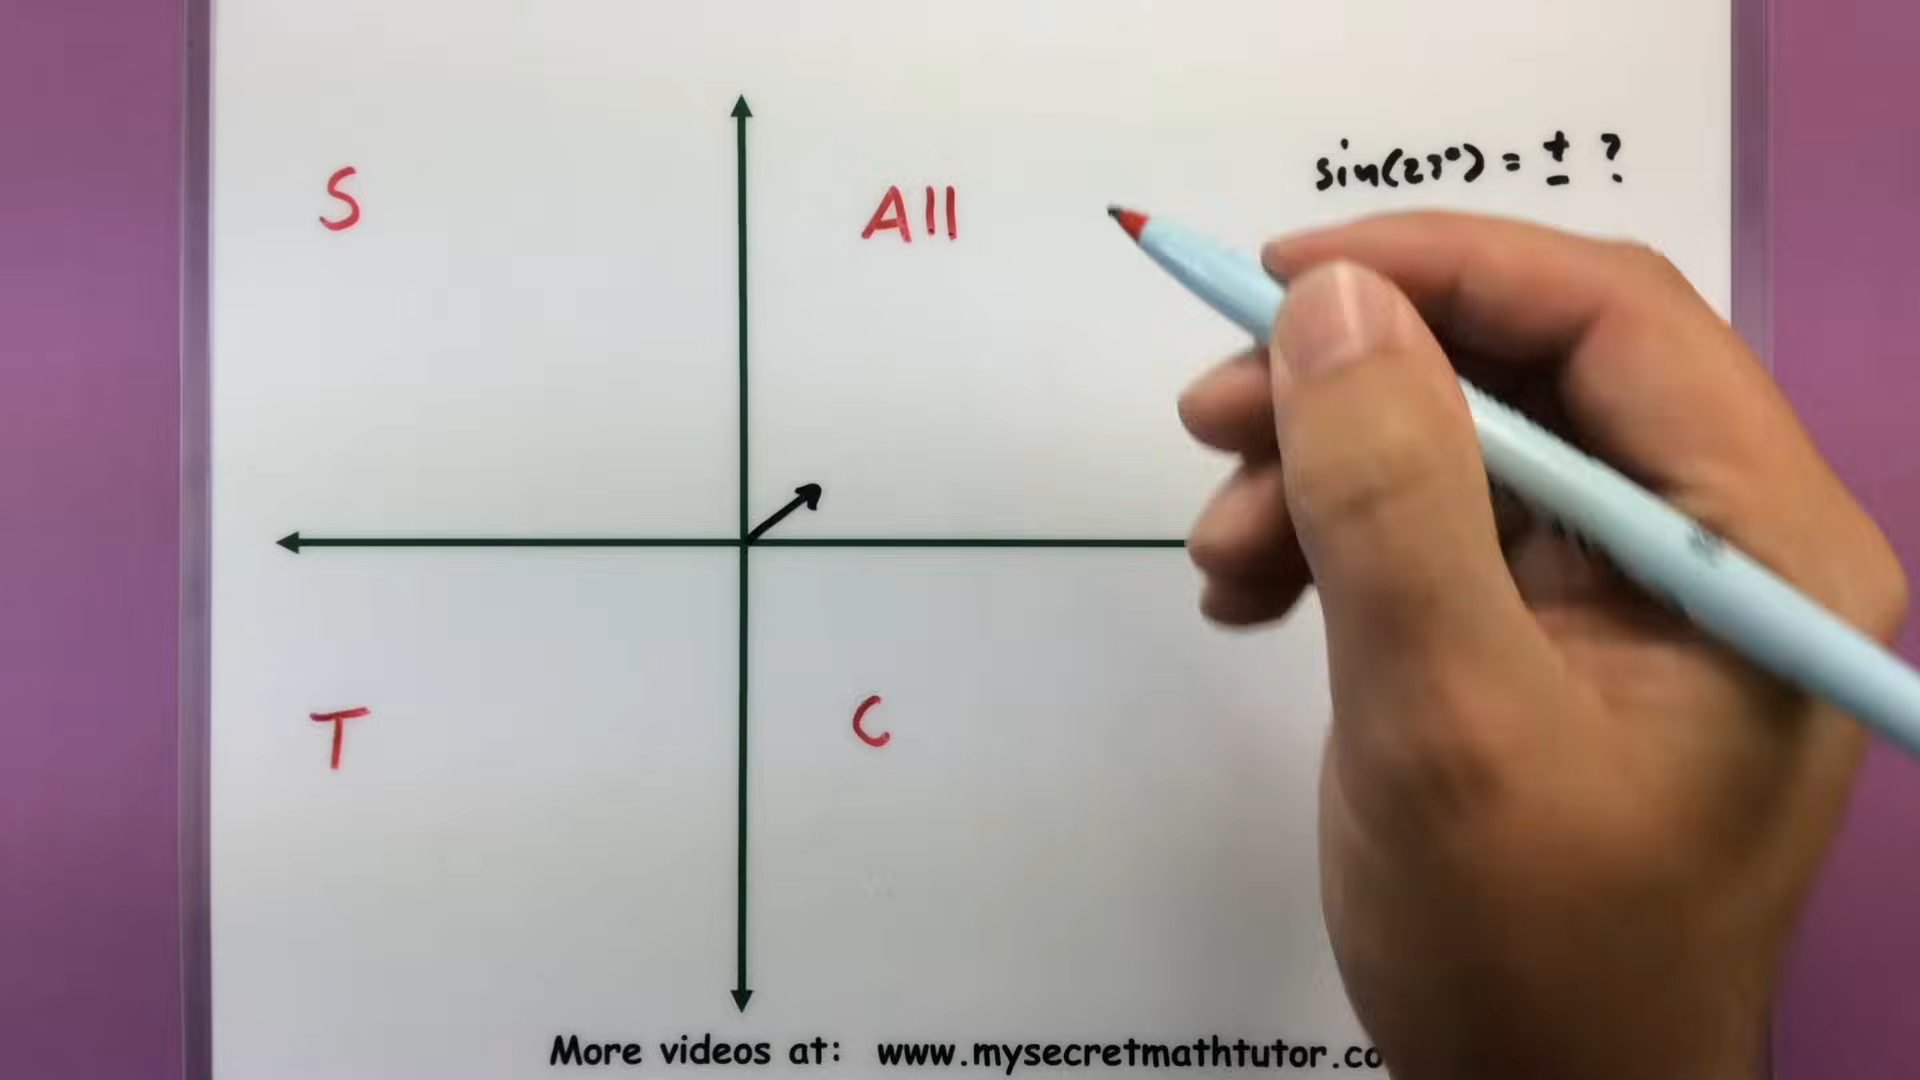 sin(23°) = ± ?
S
All
T
C
More videos at: www.mysecretmathtutor.co